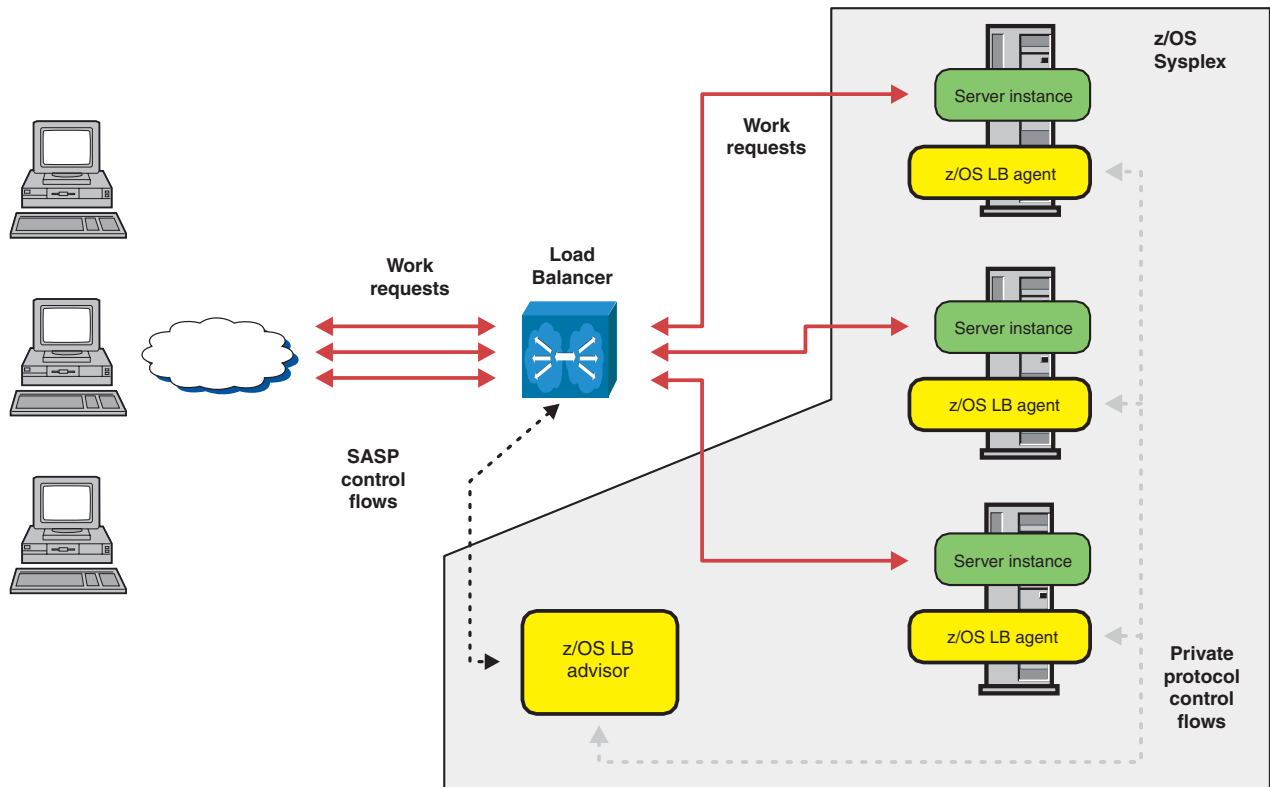 z/OS
Sysplex
Server instance
z/OS LB agent
Work
requests
Load
Balancer
Work
requests
Server instance
z/OS LB agent
SASP
control
flows
Server instance
z/OS LB agent
z/OS LB
advisor
Private
protocol
control
flows